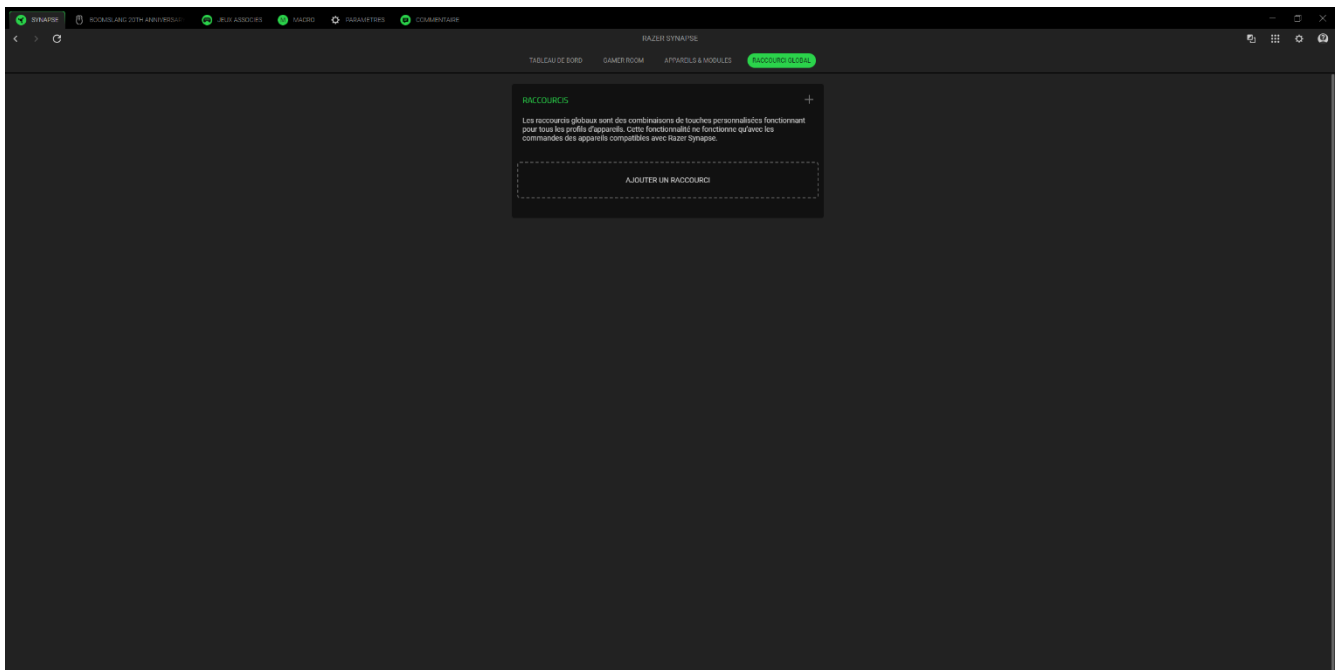 SYNAPSE
BOOMSLANG 20TH ANNIVERSAR
JEUX ASSOCIÉS
MACRO
PARAMÈTRES
COMMENTAIRE
RAZER SYNAPSE
TABLEAU DE BORD
GAMER ROOM
APPAREILS & MODULES
RACCOURCI GLOBAL
RACCOURCIS
Les raccourcis globaux sont des combinaisons de touches personnalisées fonctionnant
pour tous les profils d'appareils. Cette fonctionnalité ne fonctionne qu'avec les
commandes des appareils compatibles avec Razer Synapse.
AJOUTER UN RACCOURCI